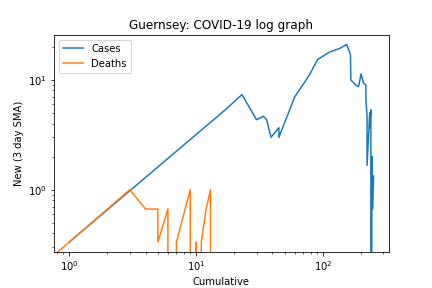 Guernsey: COVID-19 log graph
Cases
Deaths
New (3 day SMA)
10¹
10⁰
10⁰ 10¹ 10²
Cumulative